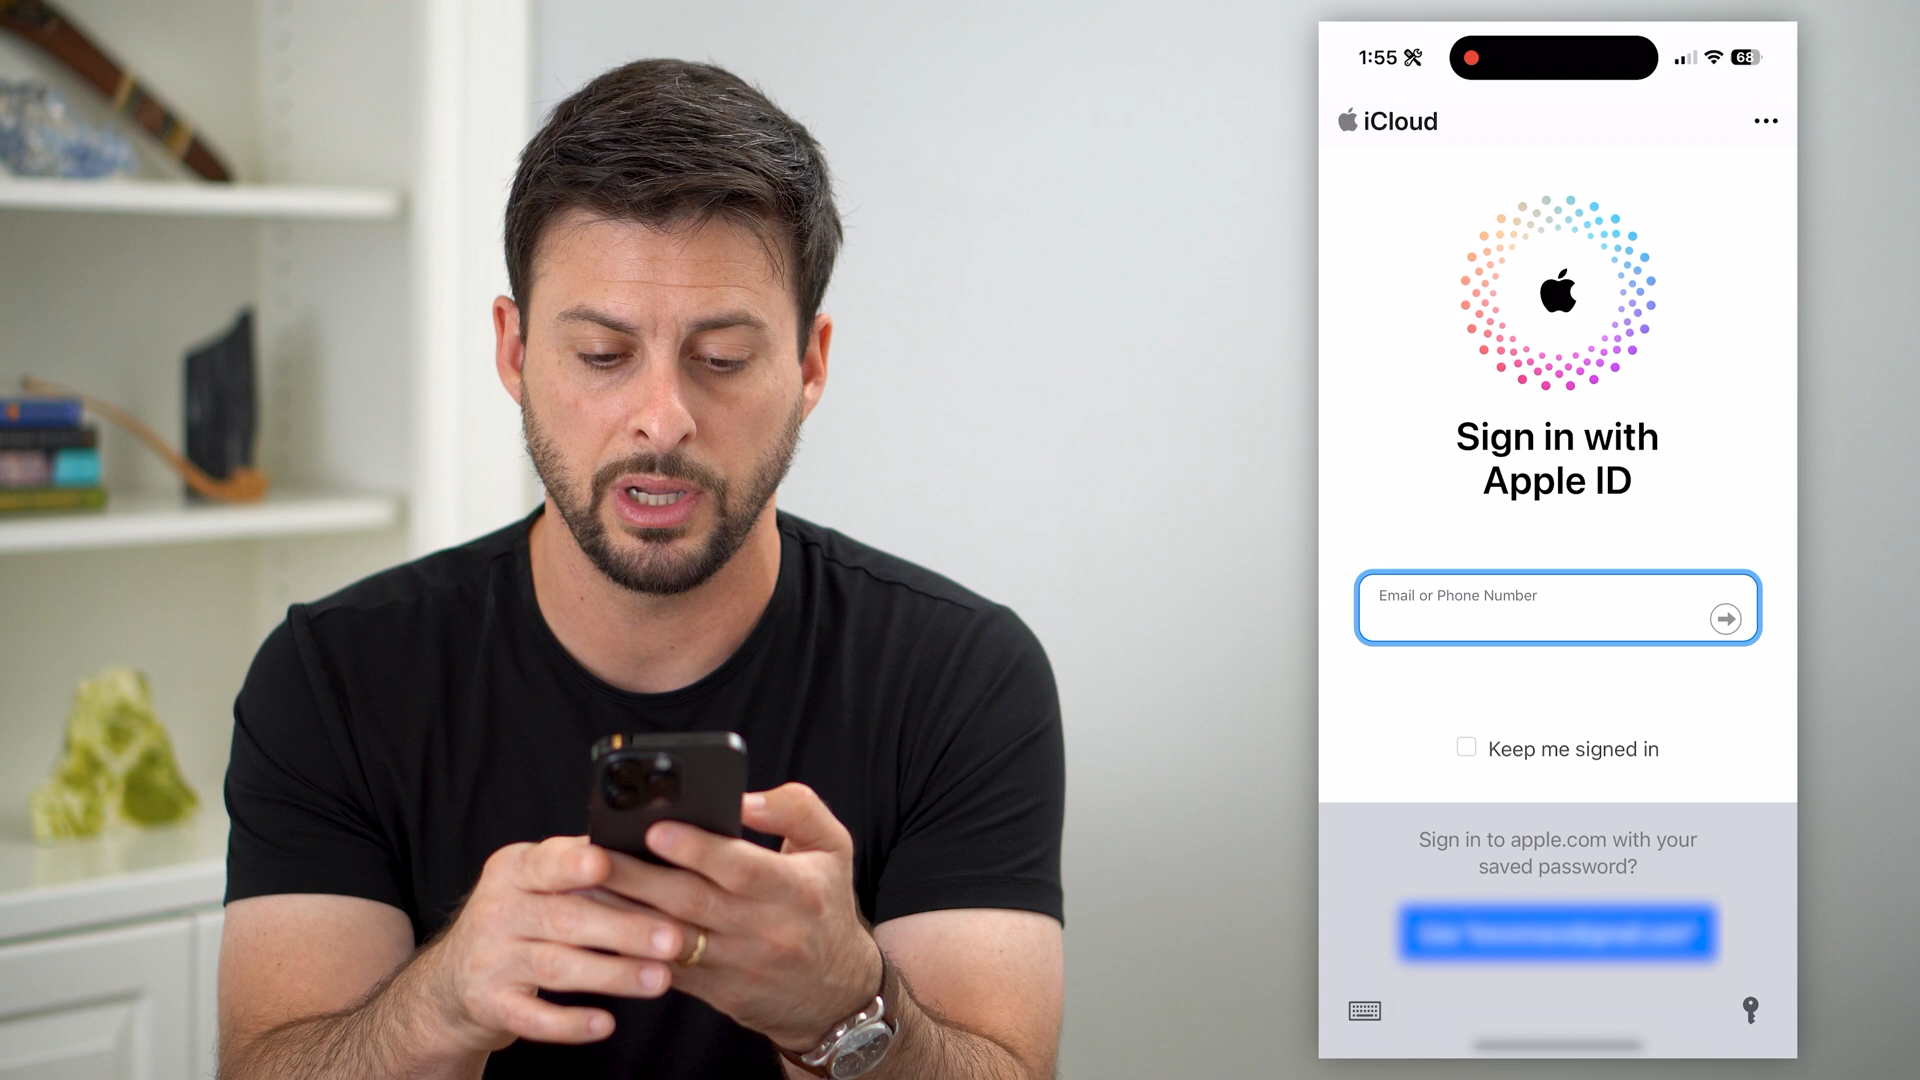 1:55
68
iCloud
Sign in with
Apple ID
Email or Phone Number
Keep me signed in
Sign in to apple.com with your
saved password?